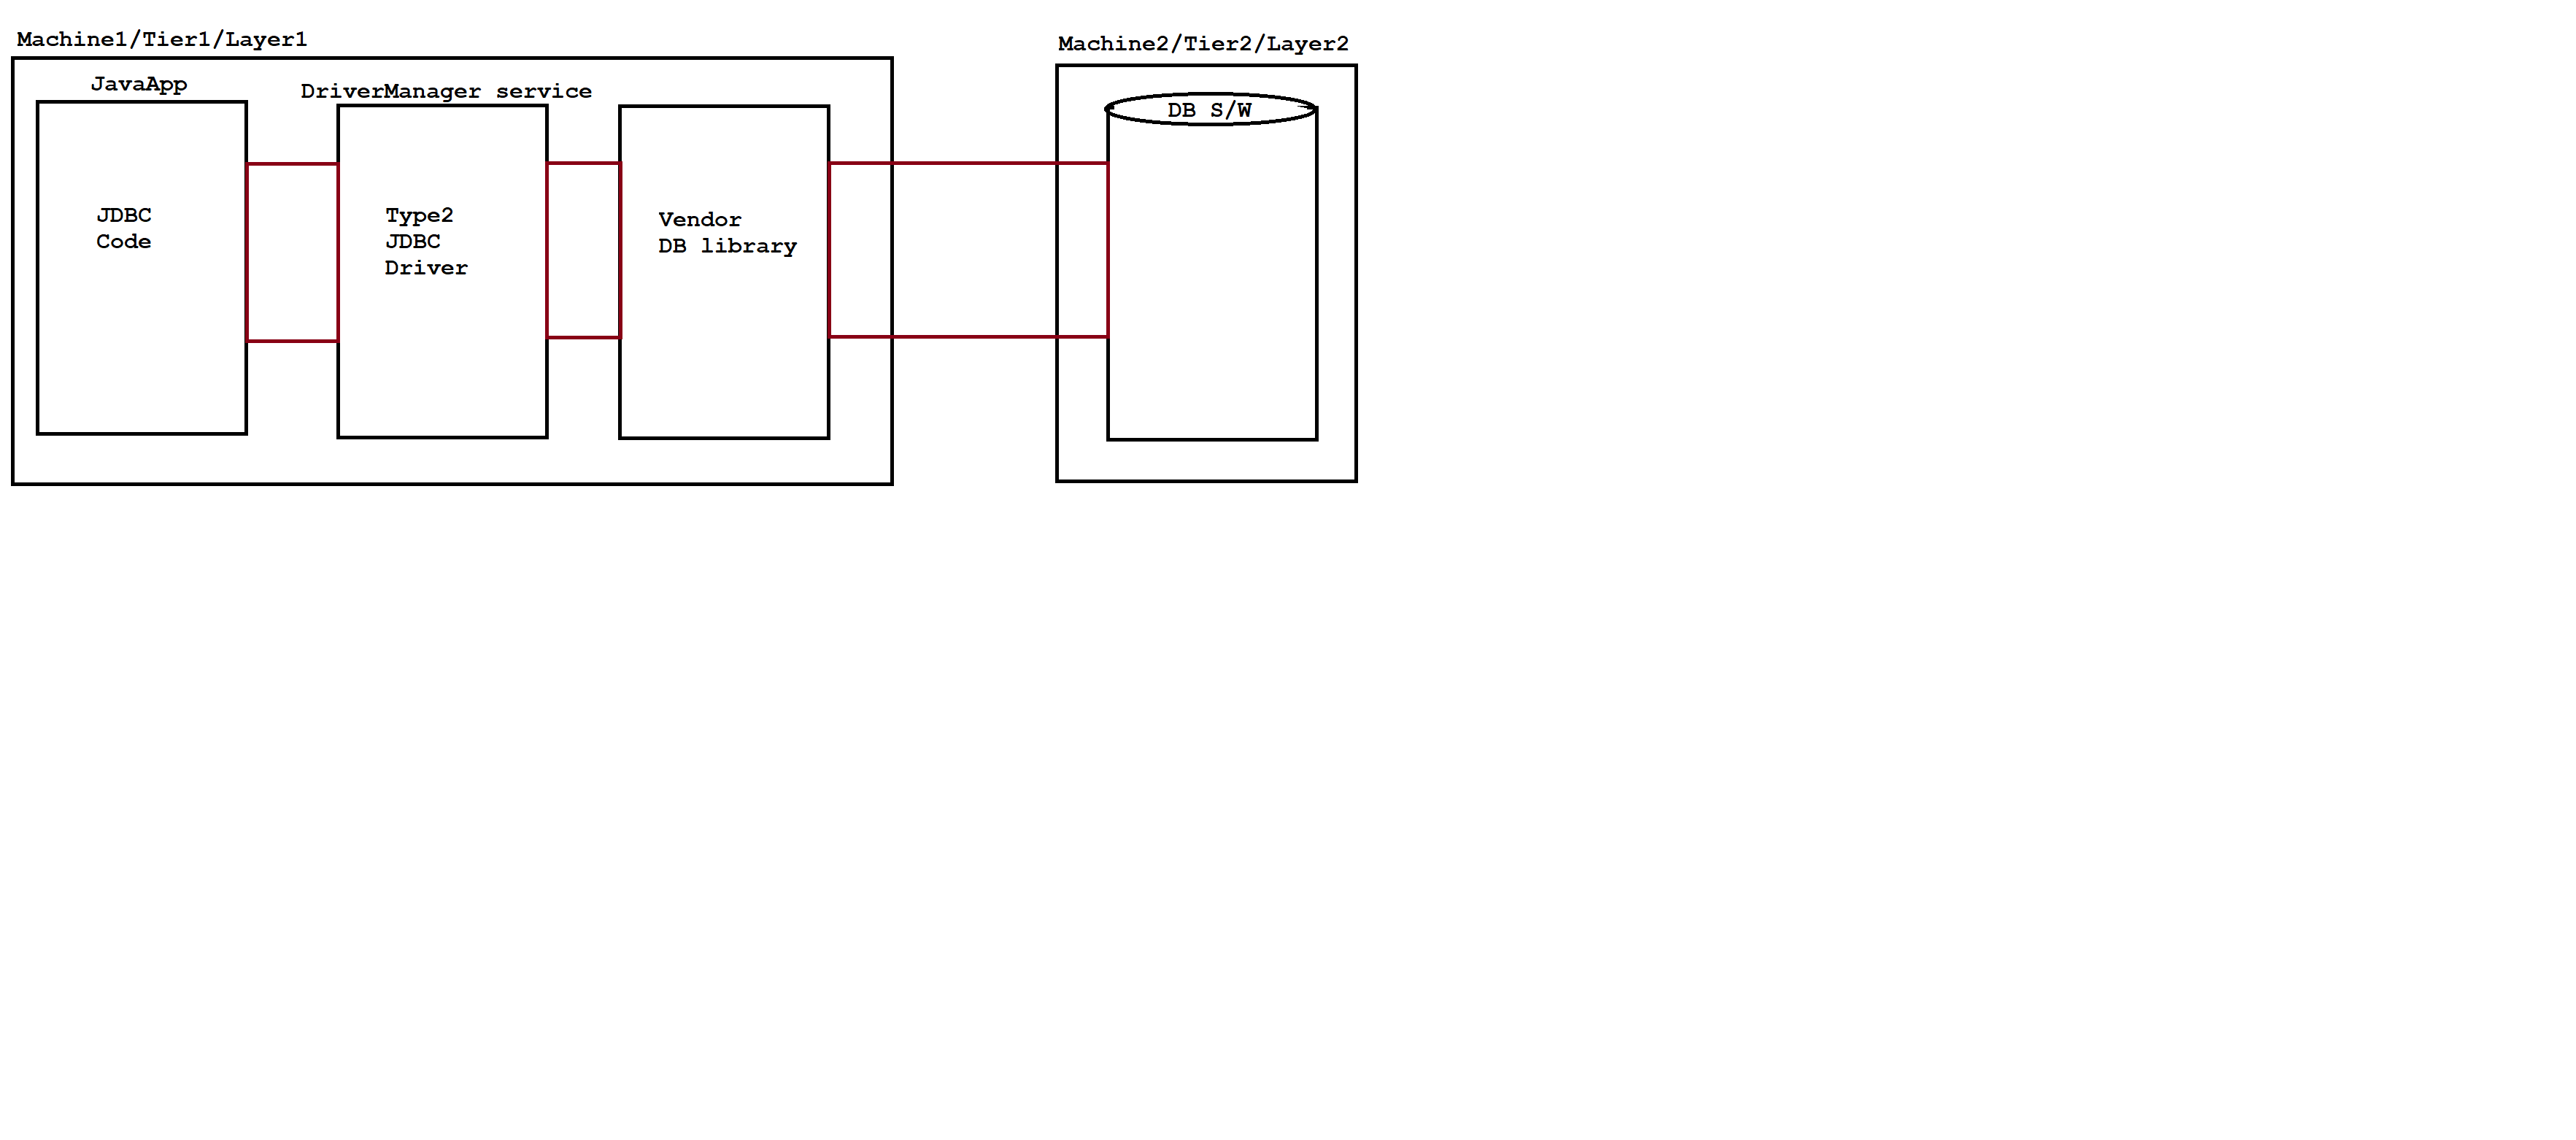 Machine1/Tier1/Layer1
Machine2/Tier2/Layer2
JavaApp
DriverManager service
DB S/W
JDBC
Code
Type2
JDBC
Driver
Vendor
DB library